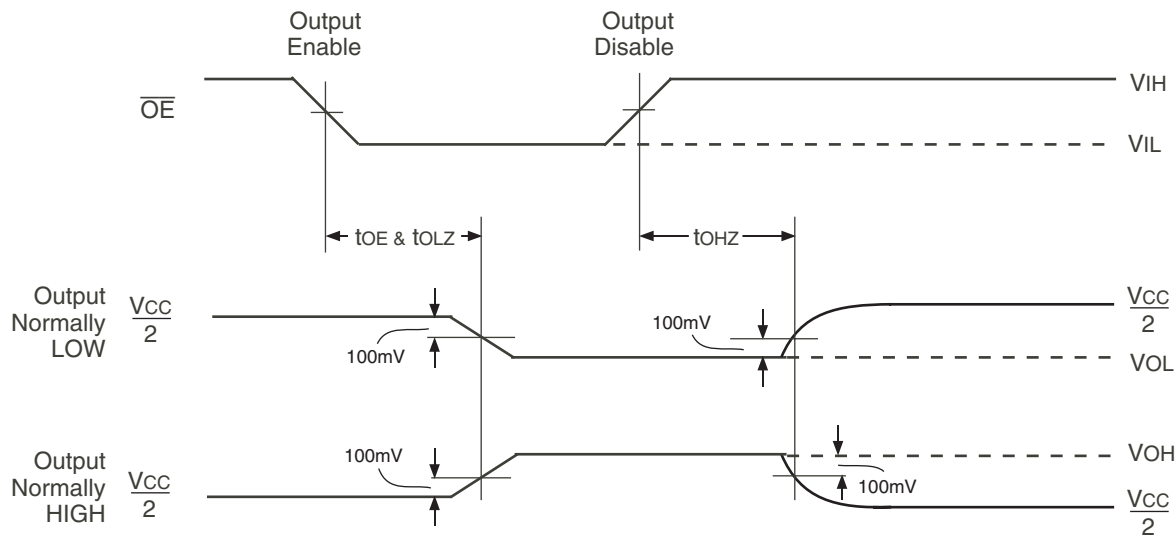 Output
Enable
Output
Disable
OE
VIH
VIL
tOE & tOLZ
tOHZ
Output
Normally
LOW
VCC
2
100mV
100mV
VCC
2
VOL
Output
Normally
HIGH
VCC
2
100mV
100mV
VOH
VCC
2